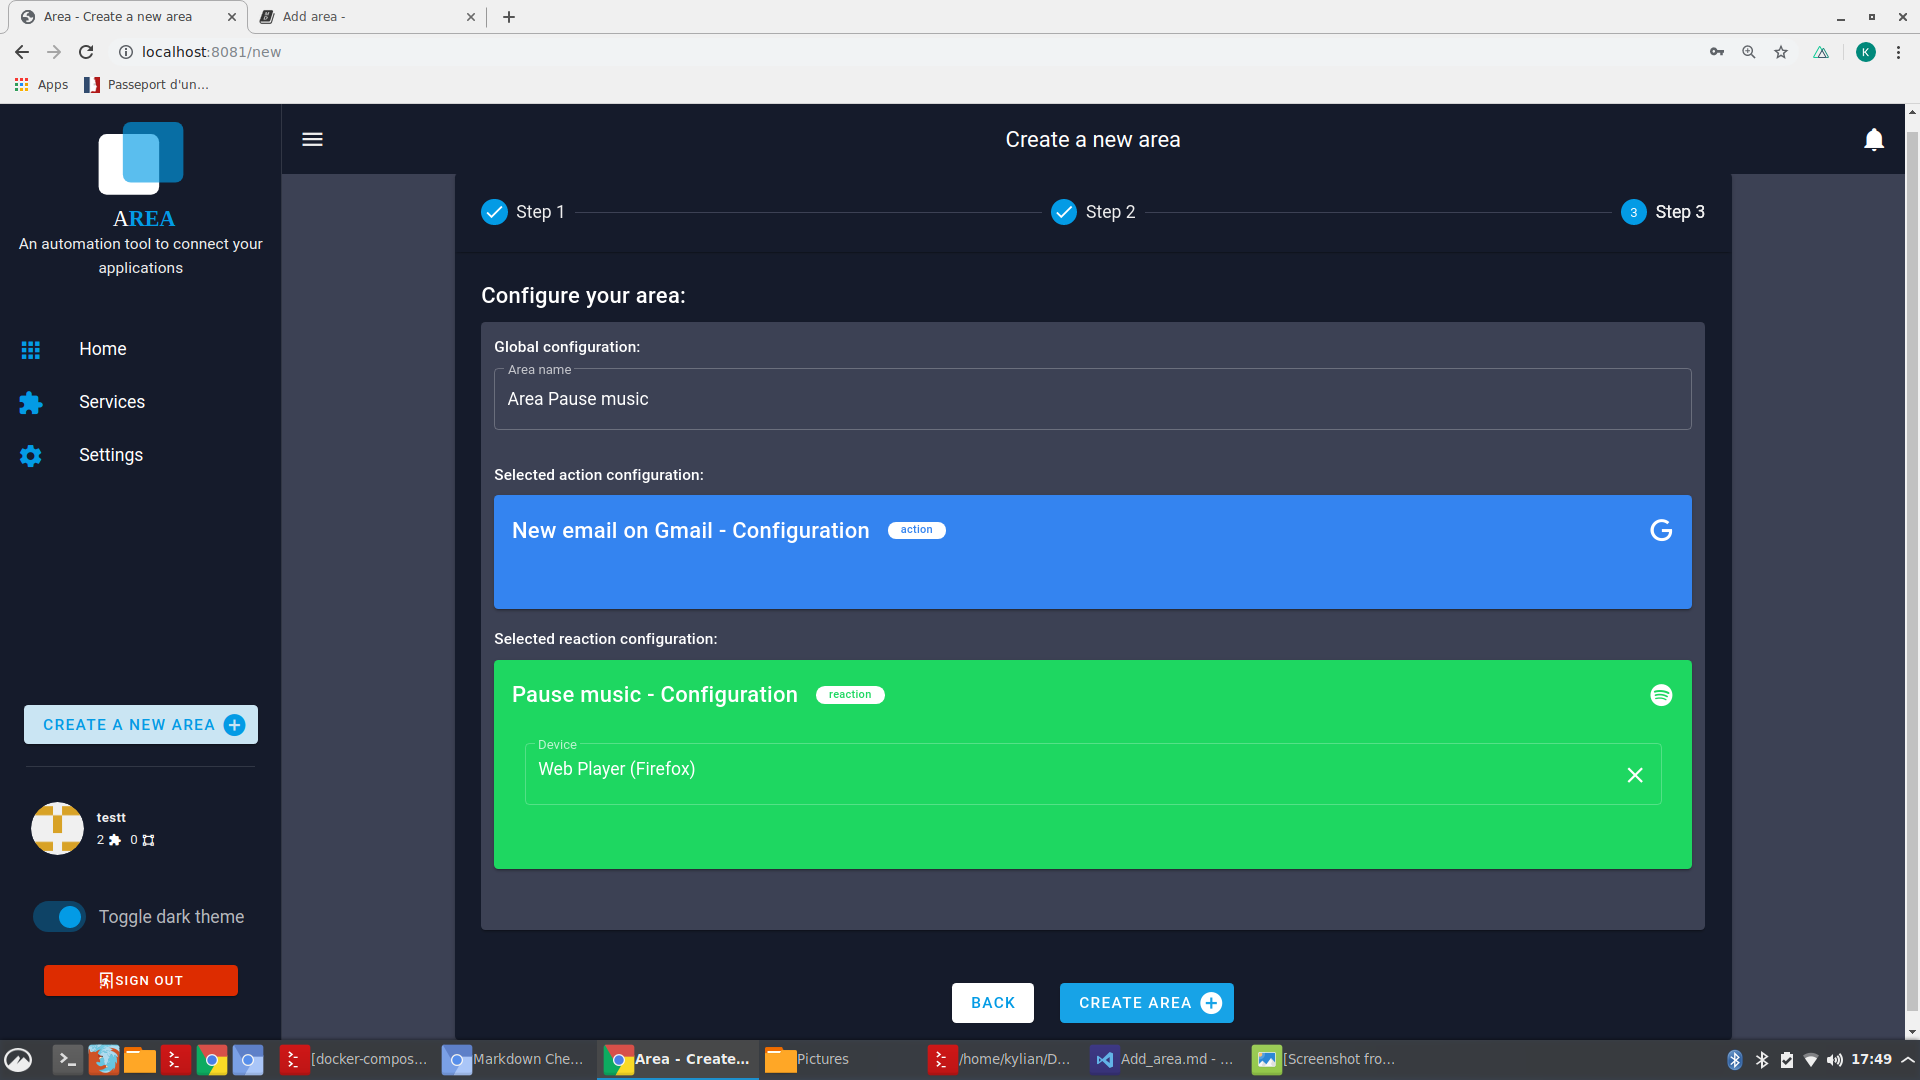 Area - Create a new area
Add area -
localhost:8081/new
K
Apps
Passeport d'un...
AREA
An automation tool to connect your
applications
Home
Services
Settings
CREATE A NEW AREA
testt
2 0
Toggle dark theme
SIGN OUT
Create a new area
Step 1
Step 2
3 Step 3
Configure your area:
Global configuration:
Area name
Area Pause music
Selected action configuration:
New email on Gmail - Configuration action
Selected reaction configuration:
Pause music - Configuration reaction
Device
Web Player (Firefox)
BACK
CREATE AREA
[docker-compos...
Markdown Che...
Area - Create...
Pictures
/home/kylian/D...
Add_area.md - ...
[Screenshot fro...
17:49